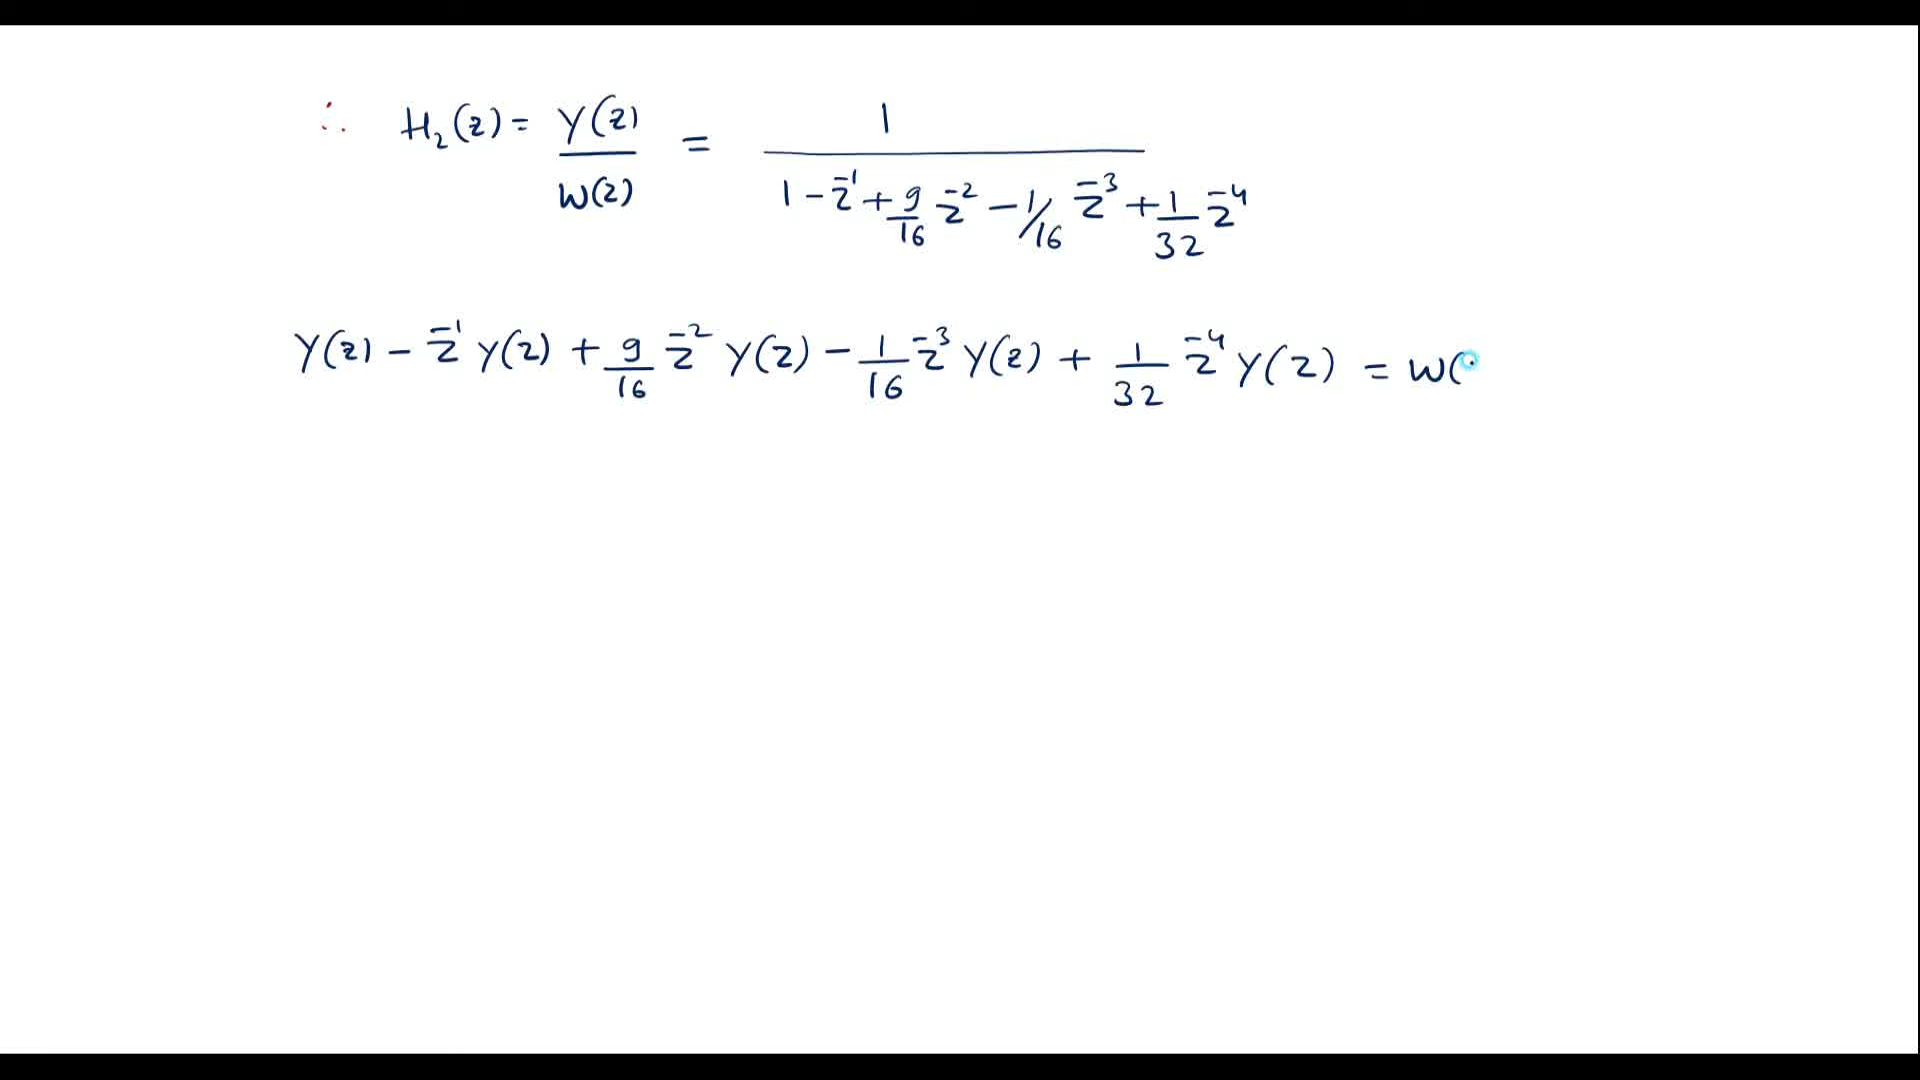 ∴ H₂(z) = Y(z)/W(z) = 1/(1 - z⁻¹ + 9/16 z⁻² - 1/16 z⁻³ + 1/32 z⁻⁴)
Y(z) - z⁻¹ Y(z) + 9/16 z⁻² Y(z) - 1/16 z⁻³ Y(z) + 1/32 z⁻⁴ Y(z) = W(